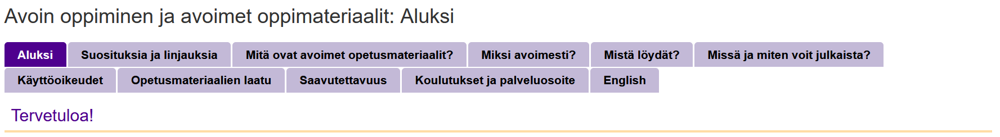 Avoin oppiminen ja avoimet oppimateriaalit: Aluksi
Aluksi Suosituksia ja linjauksia Mitä ovat avoimet opetusmateriaalit? Miksi avoimesti? Mistä löydät? Missä ja miten voit julkaista?
Käyttöoikeudet Opetusmateriaalien laatu Saavutettavuus Koulutukset ja palveluosoite English
Tervetuloa!